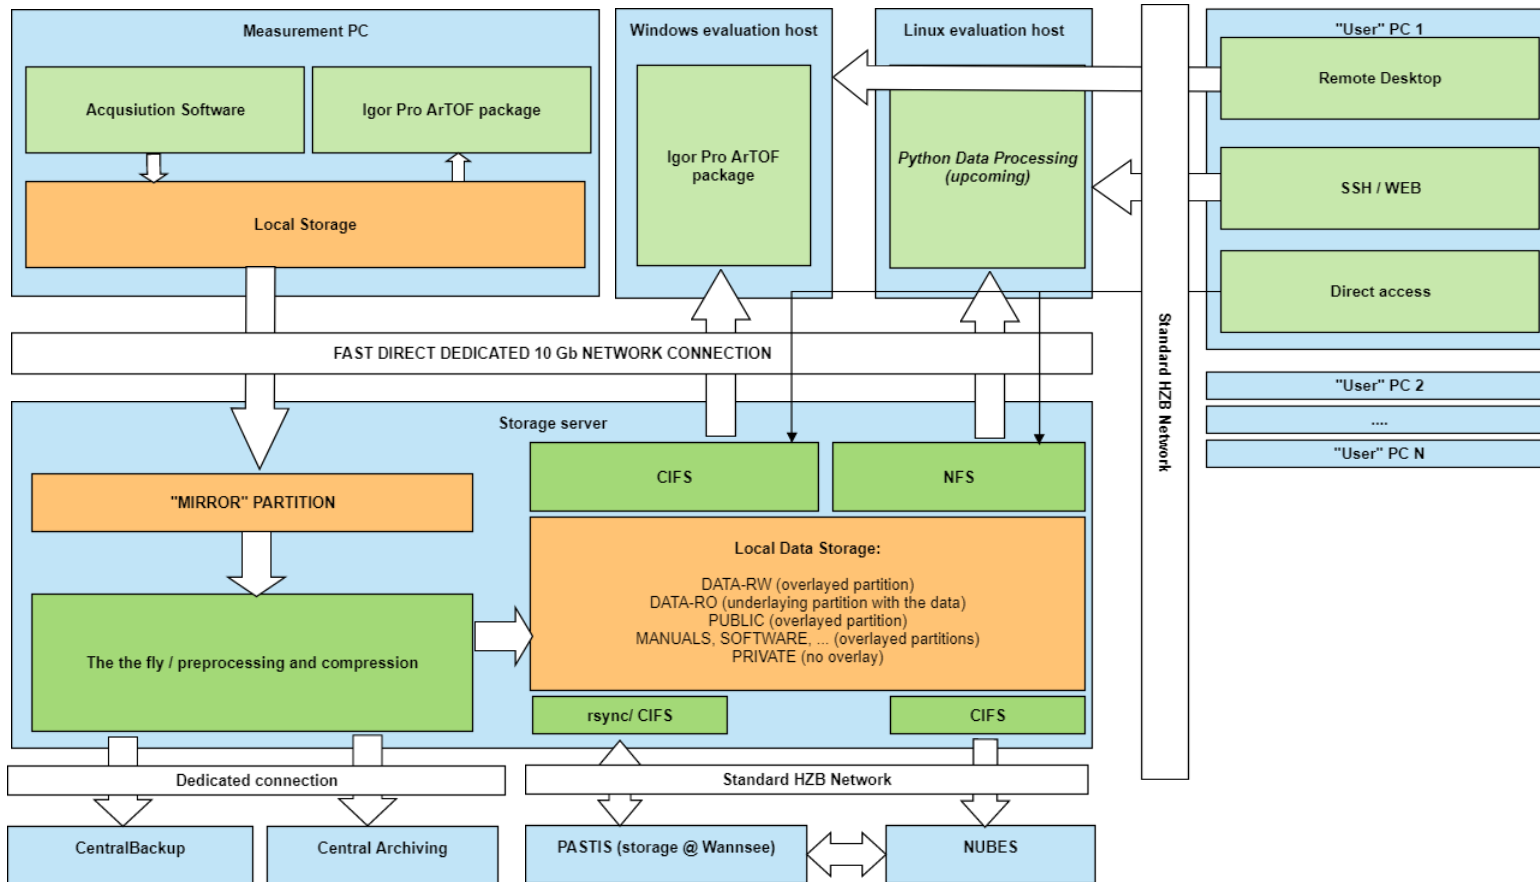 Measurement PC
Acqusiution Software
Igor Pro ArTOF package
Local Storage
Windows evaluation host
Igor Pro ArTOF
package
Linux evaluation host
Python Data Processing
(upcoming)
"User" PC 1
Remote Desktop
SSH / WEB
Direct access
"User" PC 2
....
"User" PC N
Standard HZB Network
FAST DIRECT DEDICATED 10 Gb NETWORK CONNECTION
Storage server
"MIRROR" PARTITION
The the fly / preprocessing and compression
CIFS
NFS
Local Data Storage:
DATA-RW (overlayed partition)
DATA-RO (underlaying partition with the data)
PUBLIC (overlayed partition)
MANUALS, SOFTWARE, ... (overlayed partitions)
PRIVATE (no overlay)
rsync/ CIFS
CIFS
Dedicated connection
Standard HZB Network
CentralBackup
Central Archiving
PASTIS (storage @ Wannsee)
NUBES